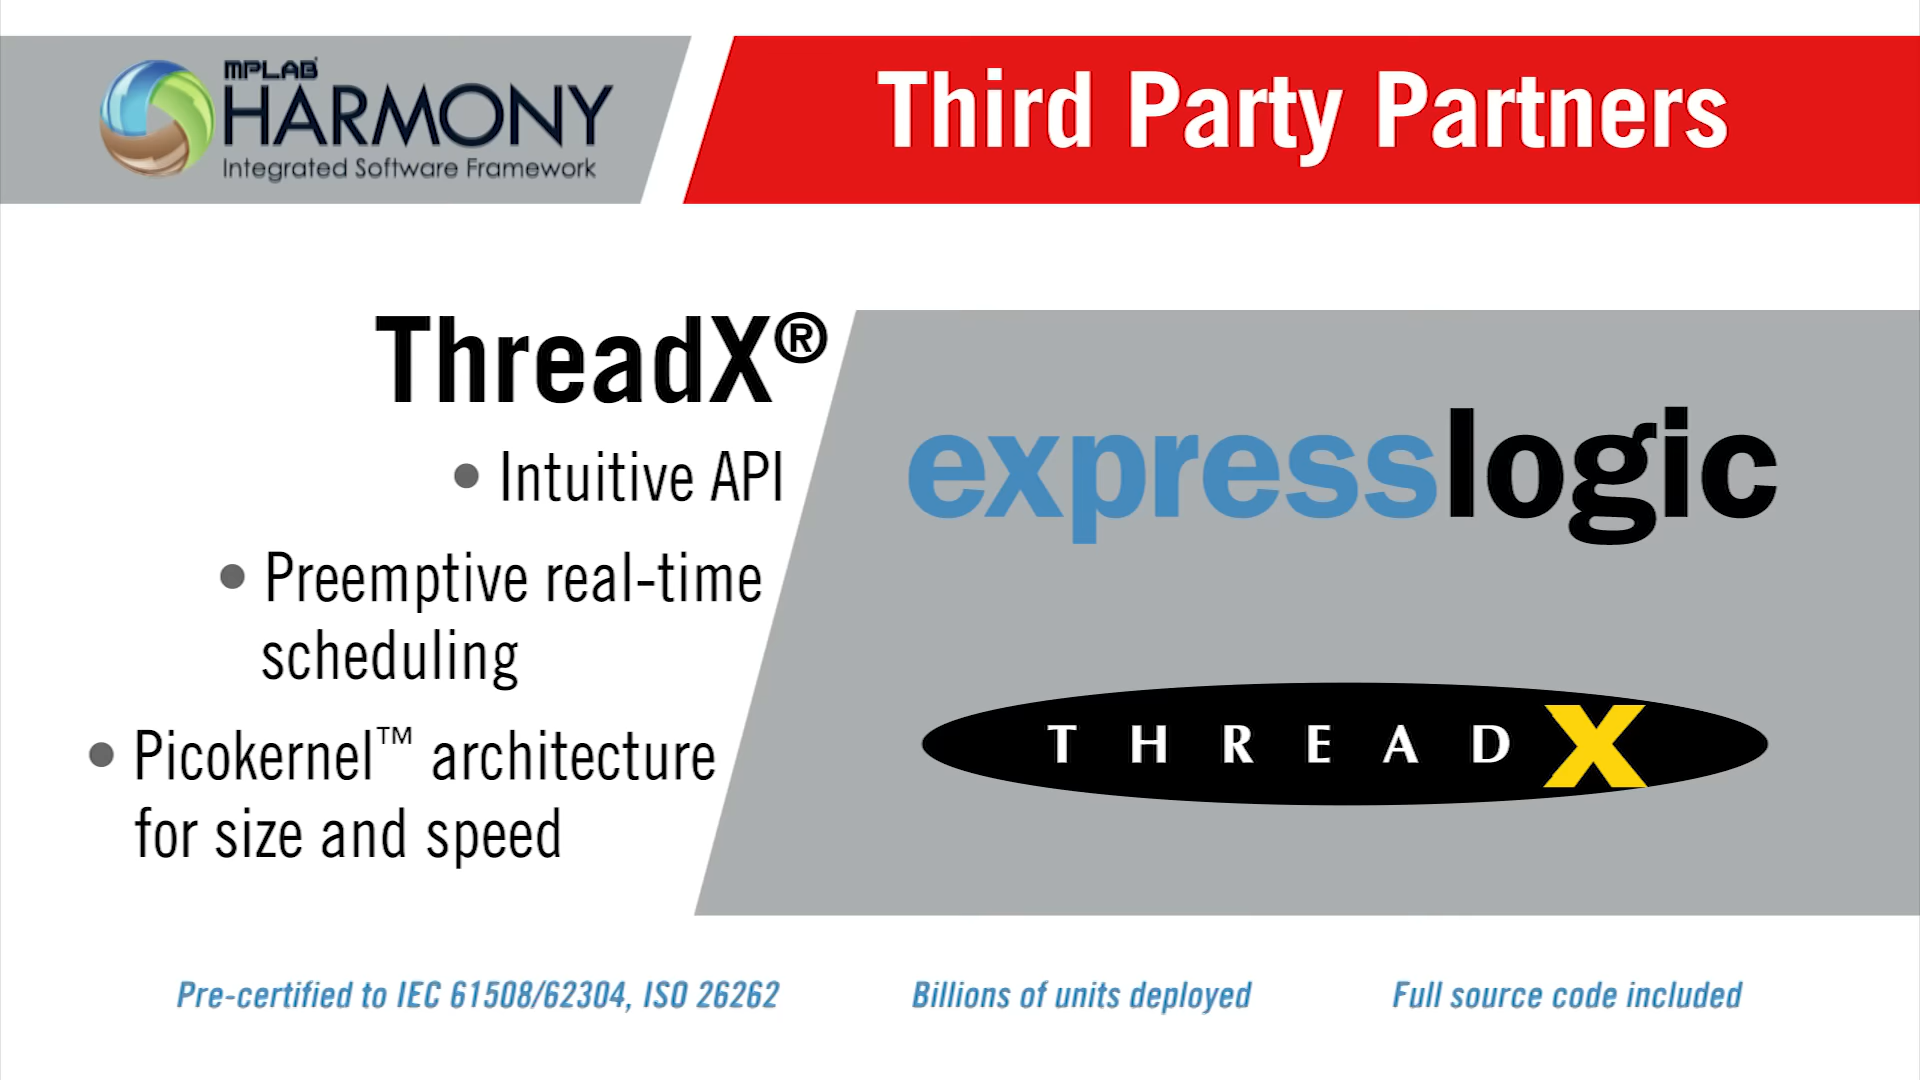 MPLAB®
HARMONY
Integrated Software Framework
Third Party Partners
ThreadX®
• Intuitive API
• Preemptive real-time
scheduling
• Picokernel™ architecture
for size and speed
expresslogic
THREADX
Pre-certified to IEC 61508/62304, ISO 26262
Billions of units deployed
Full source code included